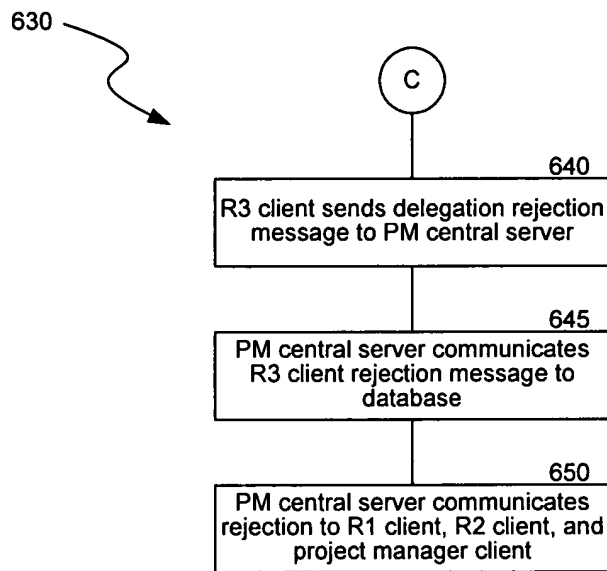 630
C
640
R3 client sends delegation rejection
message to PM central server
645
PM central server communicates
R3 client rejection message to
database
650
PM central server communicates
rejection to R1 client, R2 client, and
project manager client